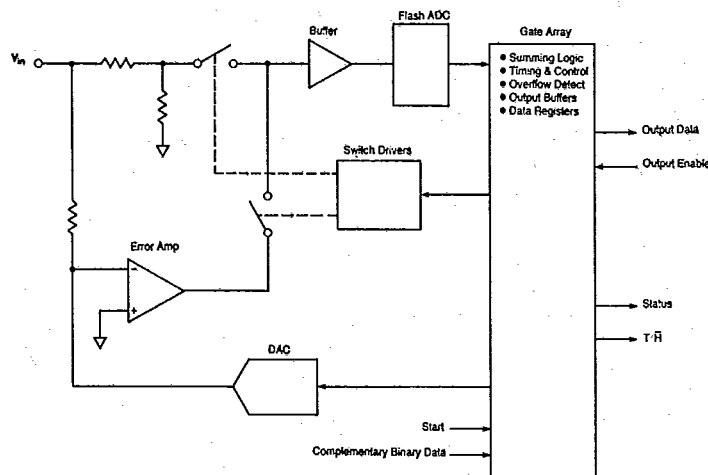 Flash ADC
Buffer
Gate Array
Vin
• Summing Logic
• Timing & Control
• Overflow Detect
• Output Buffers
• Data Registers
Output Data
Output Enable
Switch Drivers
Error Amp
−
+
Status
T/H̅
DAC
Start
Complementary Binary Data